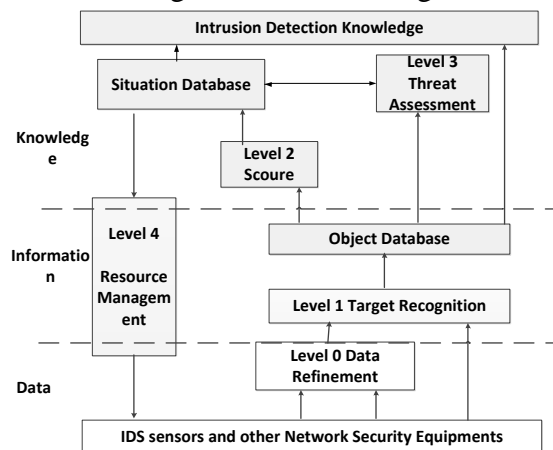 Intrusion Detection Knowledge
Level 3
Threat
Assessment
Situation Database
Knowledg
e
Level 2
Scoure
Level 4
Resource
Managem
ent
Object Database
Informatio
n
Level 1 Target Recognition
Level 0 Data
Refinement
Data
IDS sensors and other Network Security Equipments